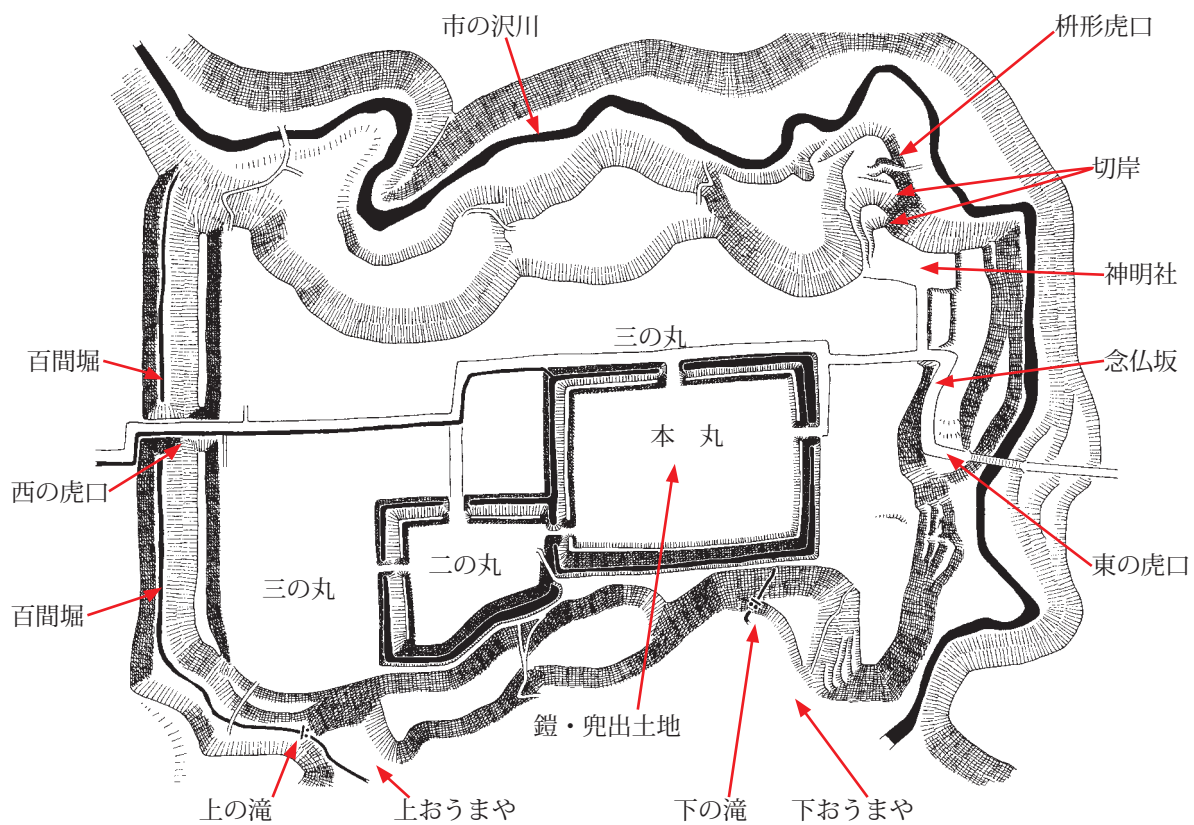 市の沢川
枡形虎口
切岸
神明社
三の丸
百間堀
念仏坂
本 丸
西の虎口
二の丸
東の虎口
三の丸
百間堀
鎧・兜出土地
上の滝
上おうまや
下の滝
下おうまや